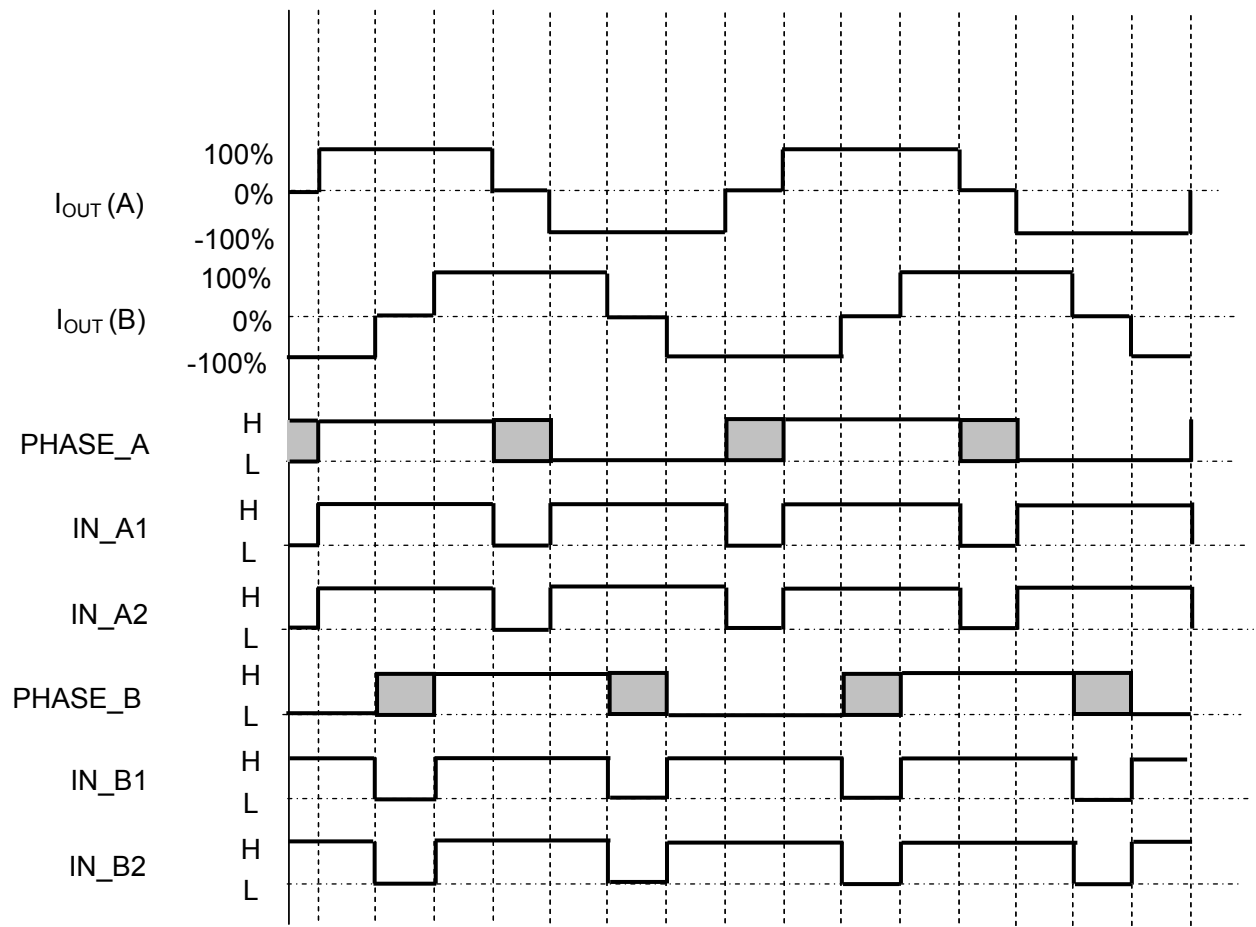 100%
I_OUT (A)
0%
-100%
100%
I_OUT (B)
0%
-100%
H
PHASE_A
L
H
IN_A1
L
H
IN_A2
L
H
PHASE_B
L
H
IN_B1
L
H
IN_B2
L